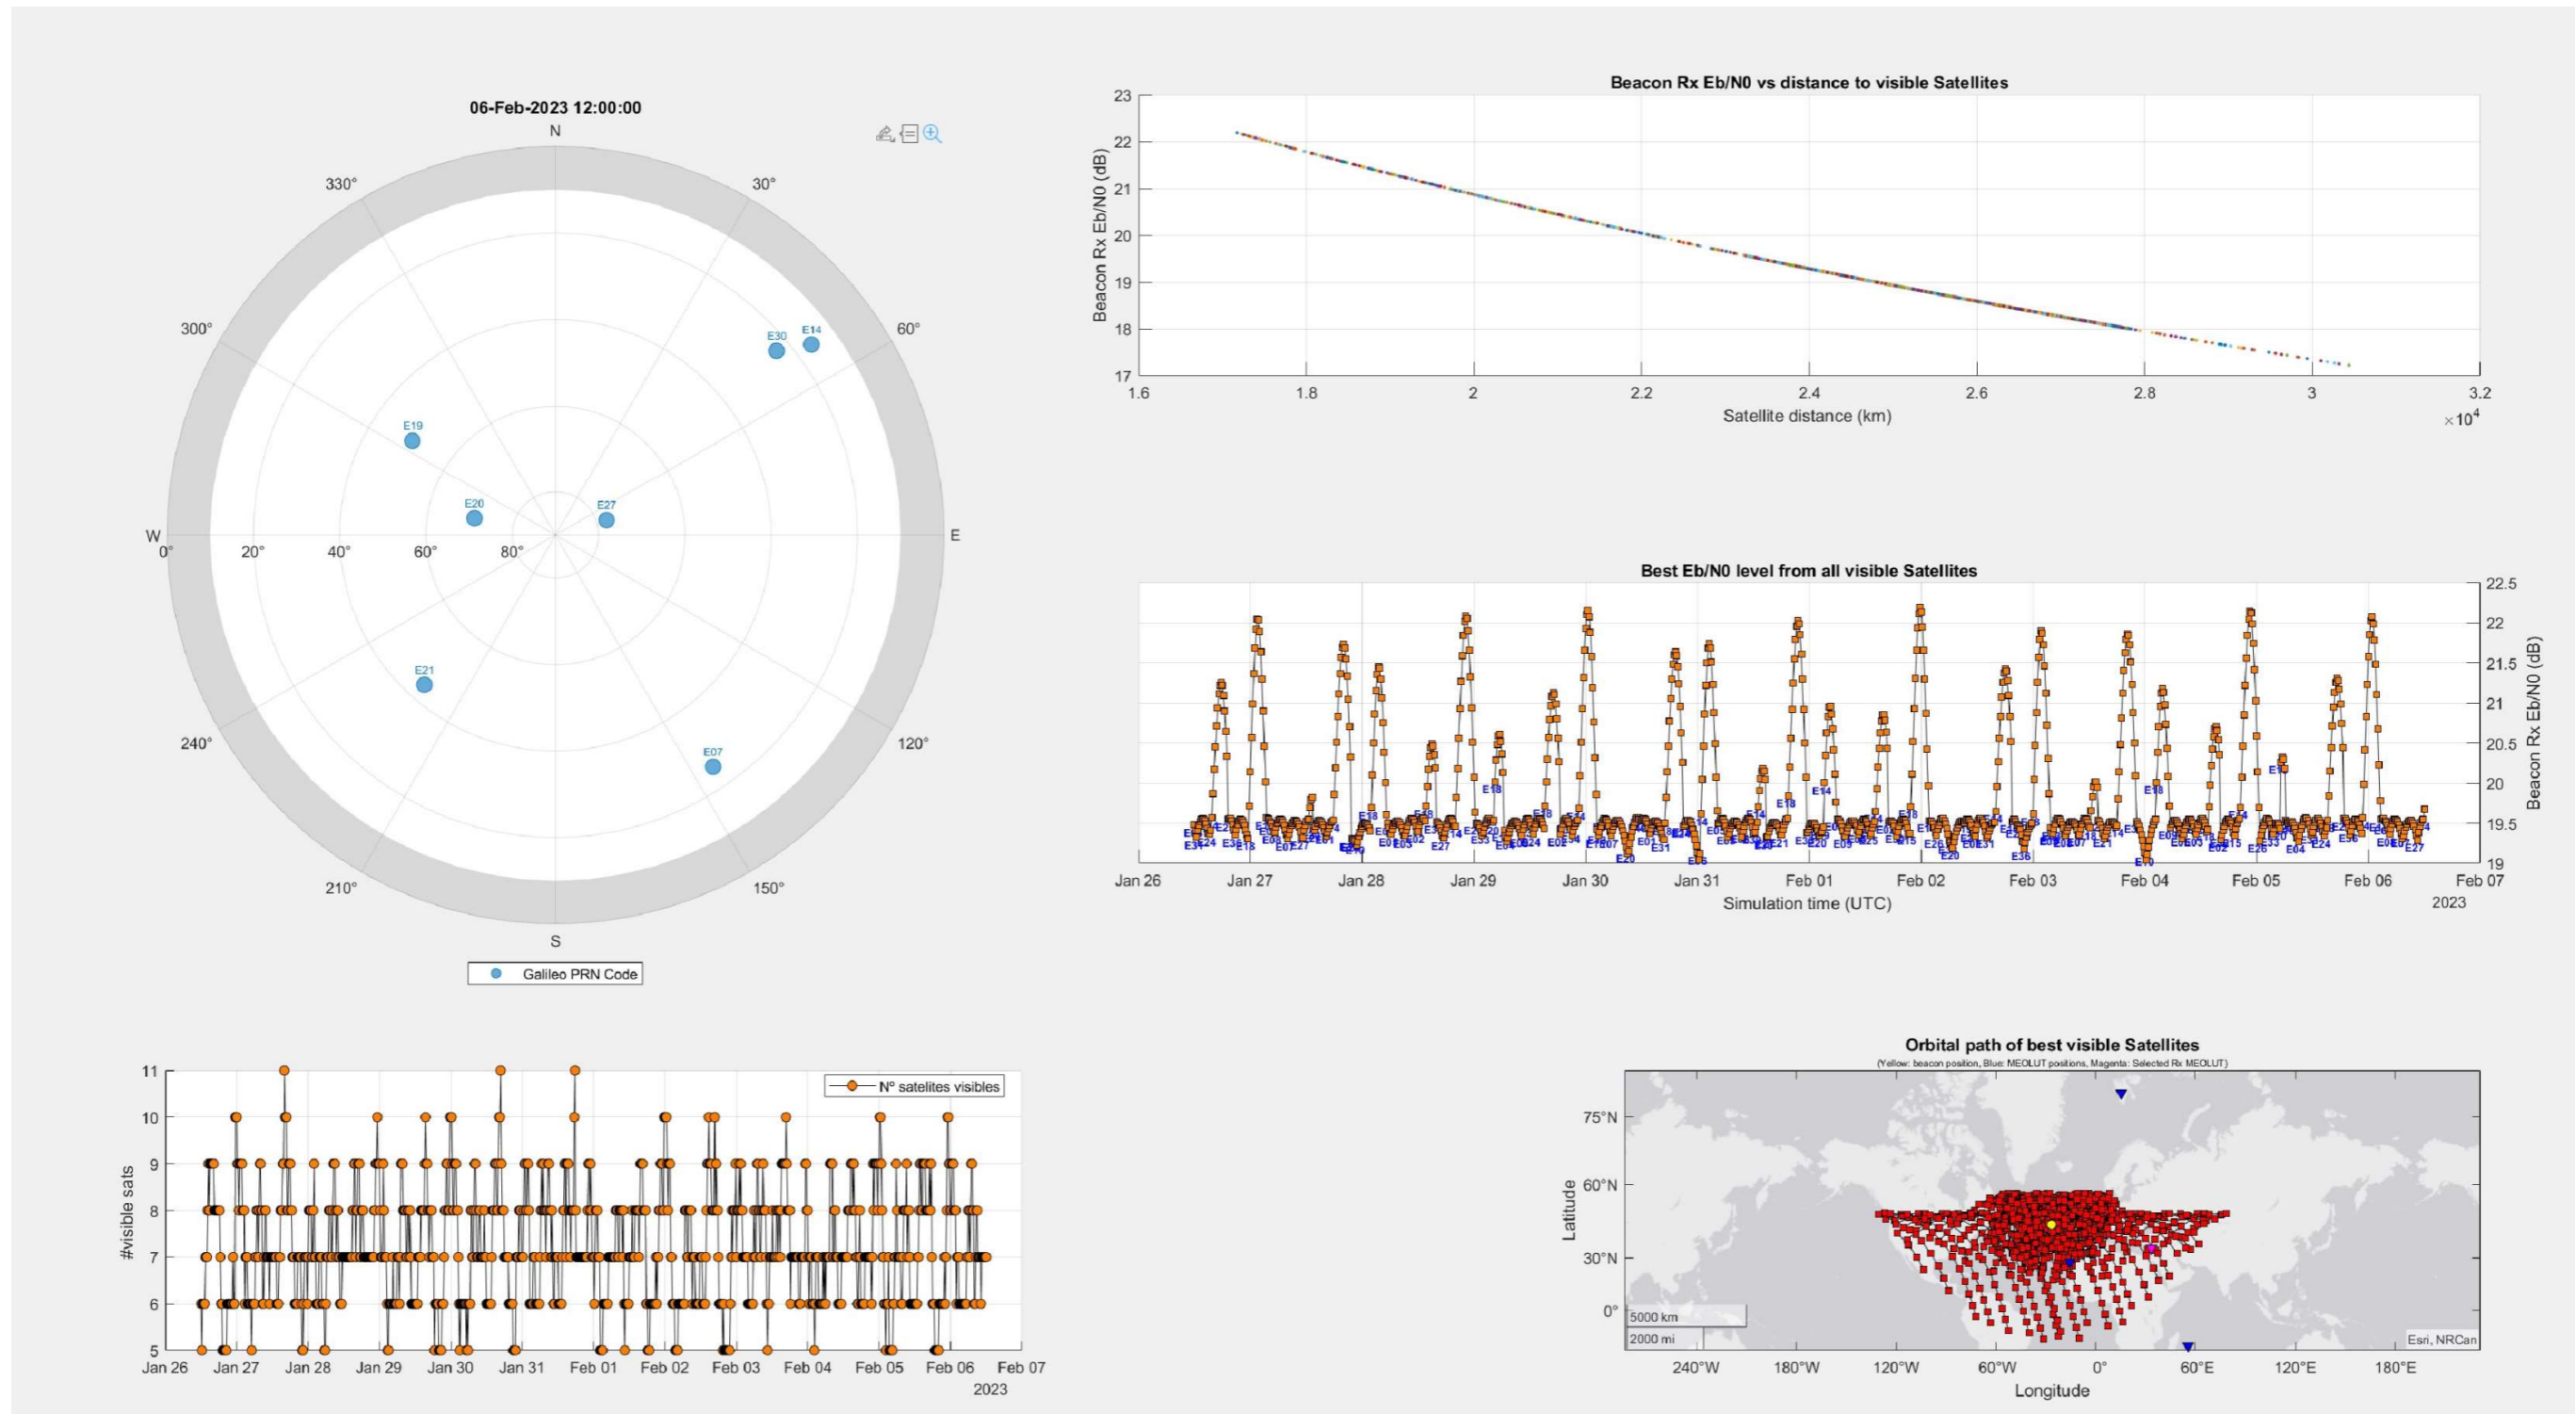 06-Feb-2023 12:00:00
N
330° 30°
300° 60°
E30 E14
E19
E20 E27
W E
0° 20° 40° 60° 80°
E21
240° 120°
E07
210° 150°
S
Galileo PRN Code
Beacon Rx Eb/N0 vs distance to visible Satellites
Beacon Rx Eb/N0 (dB)
23
22
21
20
19
18
17
1.6 1.8 2 2.2 2.4 2.6 2.8 3 3.2
×10⁴
Satellite distance (km)
Best Eb/N0 level from all visible Satellites
22.5
22
21.5
21
20.5
20
19.5
19
Beacon Rx Eb/N0 (dB)
E18 E18 E14 E18
Jan 26 Jan 27 Jan 28 Jan 29 Jan 30 Jan 31 Feb 01 Feb 02 Feb 03 Feb 04 Feb 05 Feb 06 Feb 07
2023
Simulation time (UTC)
Nº satelites visibles
#visible sats
11
10
9
8
7
6
5
Jan 26 Jan 27 Jan 28 Jan 29 Jan 30 Jan 31 Feb 01 Feb 02 Feb 03 Feb 04 Feb 05 Feb 06 Feb 07
2023
Orbital path of best visible Satellites
(Yellow: beacon position, Blue: MEOLUT positions, Magenta: Selected Rx MEOLUT)
Latitude
75°N
60°N
30°N
0°
5000 km
2000 mi
Esri, NRCan
240°W 180°W 120°W 60°W 0° 60°E 120°E 180°E
Longitude